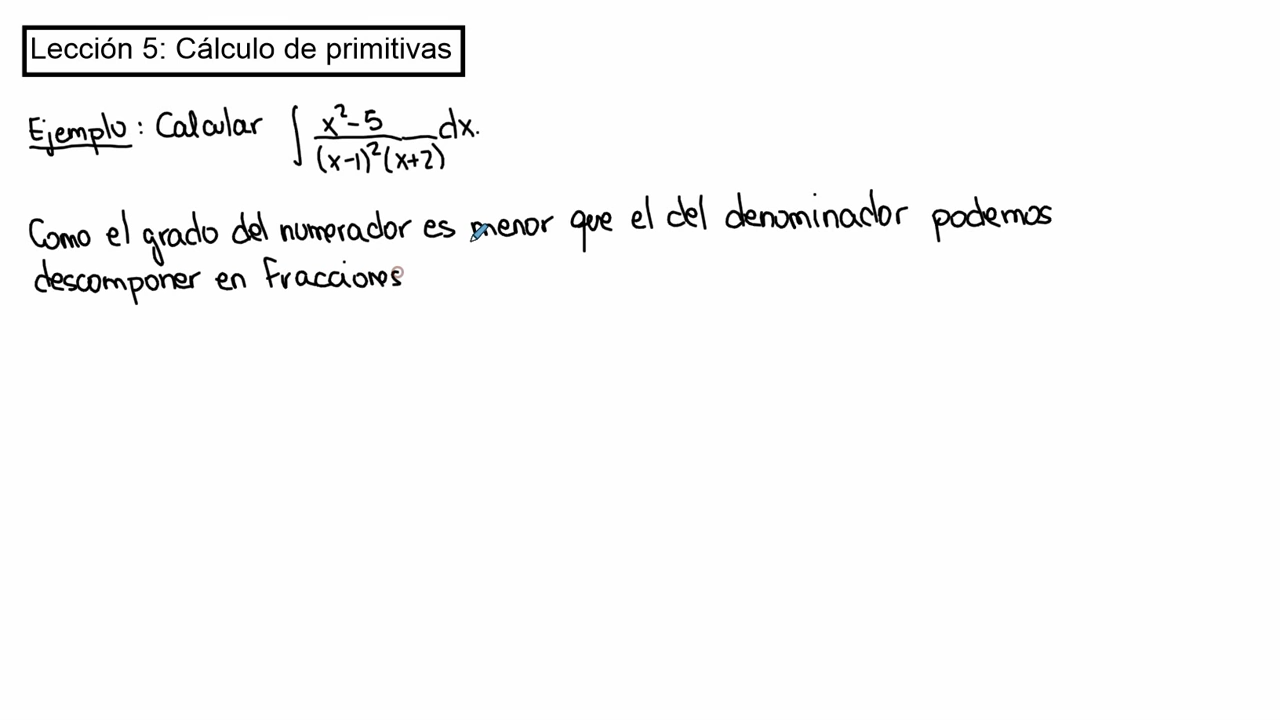 Lección 5: Cálculo de primitivas
Ejemplo: Calcular ∫ (x²-5)/((x-1)²(x+2)) dx.
Como el grado del numerador es menor que el del denominador podemos
descomponer en fracciones